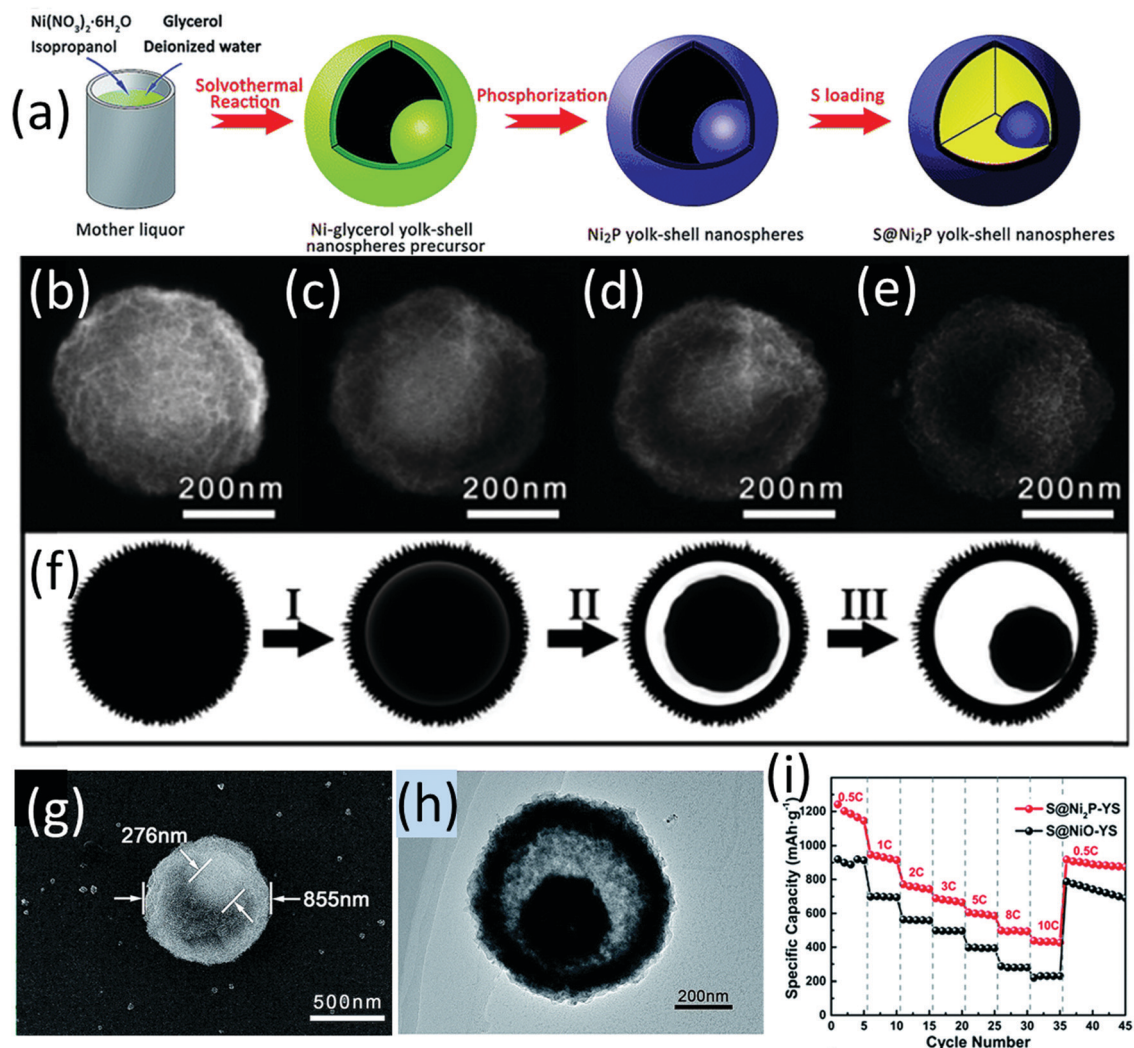 (a)
Ni(NO₃)₂·6H₂O Glycerol
Isopropanol Deionized water
Solvothermal
Reaction
Phosphorization
S loading
Mother liquor
Ni-glycerol yolk-shell
nanospheres precursor
Ni₂P yolk-shell nanospheres
S@Ni₂P yolk-shell nanospheres
(b)
200nm
(c)
200nm
(d)
200nm
(e)
200nm
(f)
I
II
III
(g)
276nm
855nm
500nm
(h)
200nm
(i)
Specific Capacity (mAh·g⁻¹)
1200
1000
800
600
400
200
0
S@Ni₂P-YS
S@NiO-YS
0.5C
1C
2C
3C
5C
8C
10C
0.5C
0 5 10 15 20 25 30 35 40 45
Cycle Number